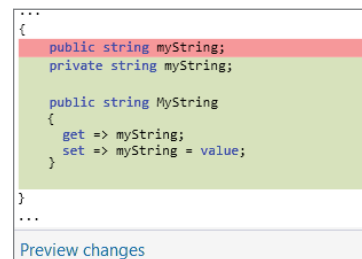 ...
{
public string myString;
private string myString;
public string MyString
{
get => myString;
set => myString = value;
}
}
...
Preview changes